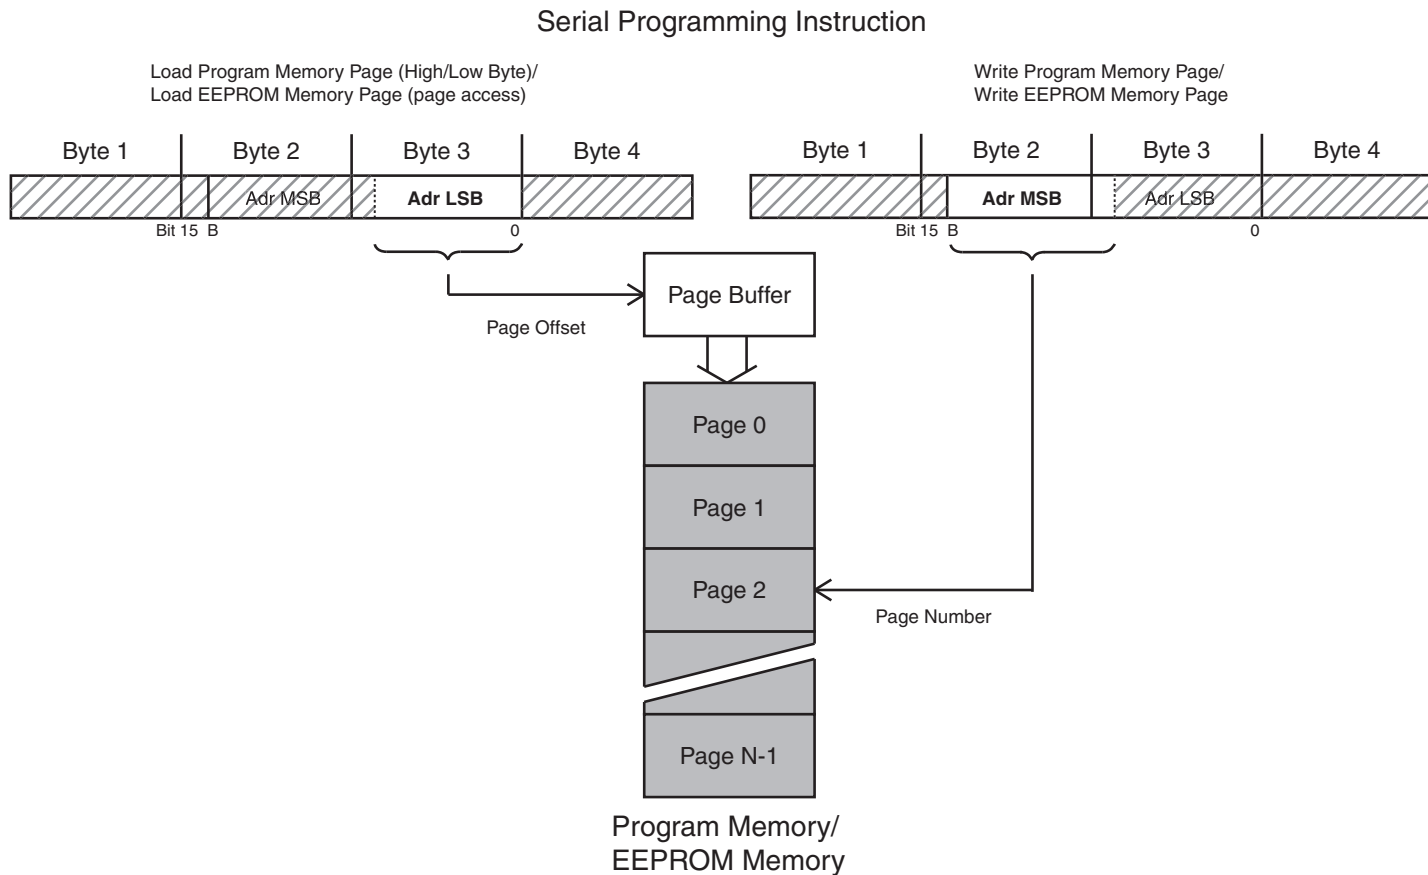 Serial Programming Instruction
Load Program Memory Page (High/Low Byte)/
Load EEPROM Memory Page (page access)
Write Program Memory Page/
Write EEPROM Memory Page
Byte 1 Byte 2 Byte 3 Byte 4
Adr MSB Adr LSB
Bit 15 B 0
Byte 1 Byte 2 Byte 3 Byte 4
Adr MSB Adr LSB
Bit 15 B 0
Page Buffer
Page Offset
Page 0
Page 1
Page 2
Page Number
Page N-1
Program Memory/
EEPROM Memory